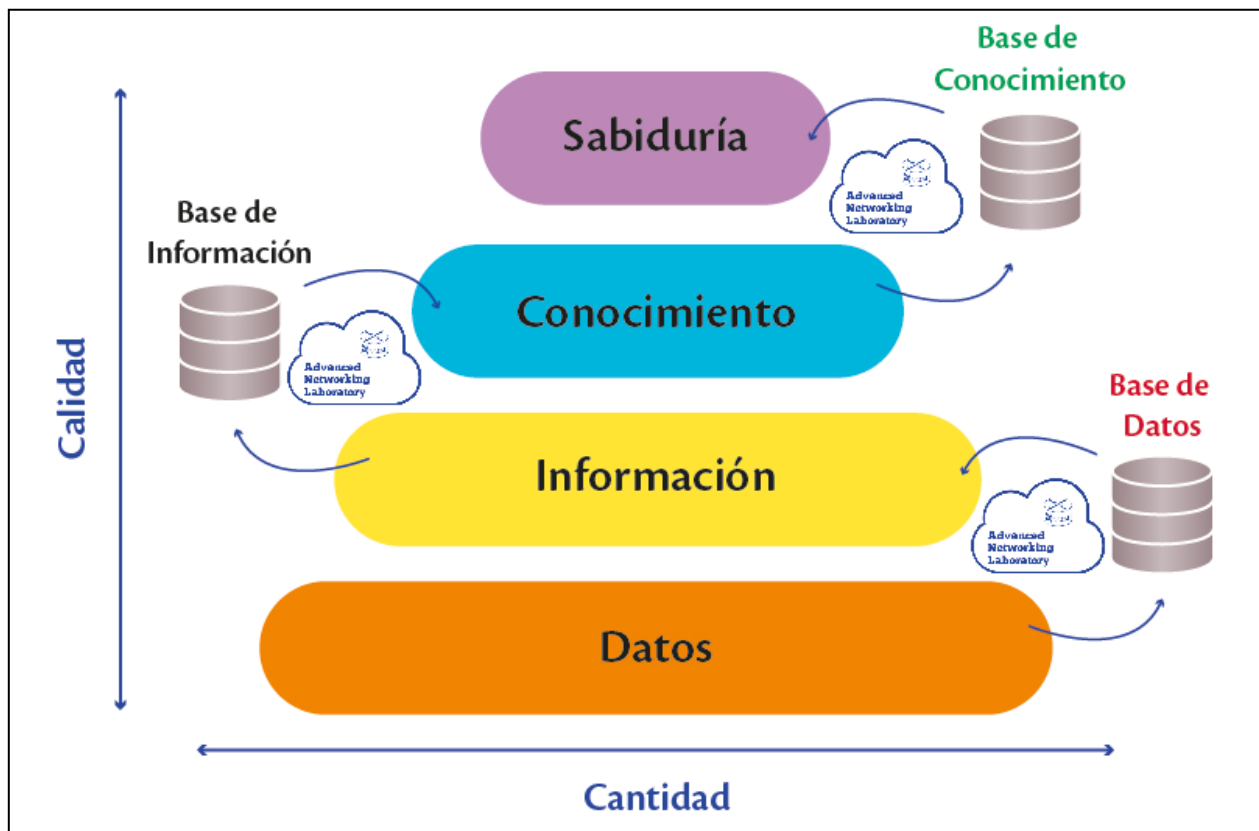 Base de
Conocimiento
Sabiduría
Advanced
Networking
Laboratory
Base de
Información
Conocimiento
Advanced
Networking
Laboratory
Calidad
Base de
Datos
Información
Advanced
Networking
Laboratory
Datos
Cantidad